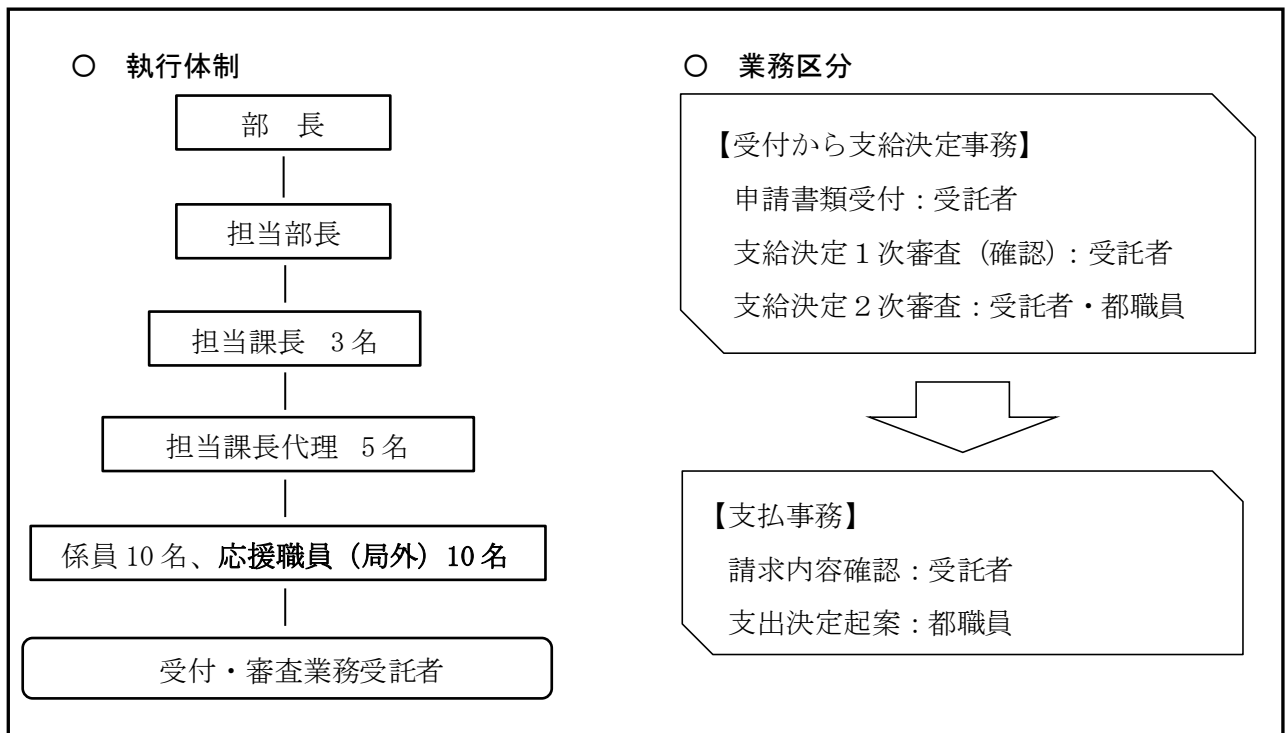 ○ 執行体制
部 長
担当部長
担当課長 3名
担当課長代理 5名
係員10名、応援職員（局外）10名
受付・審査業務受託者
○ 業務区分
【受付から支給決定事務】
申請書類受付：受託者
支給決定１次審査（確認）：受託者
支給決定２次審査：受託者・都職員
【支払事務】
請求内容確認：受託者
支出決定起案：都職員